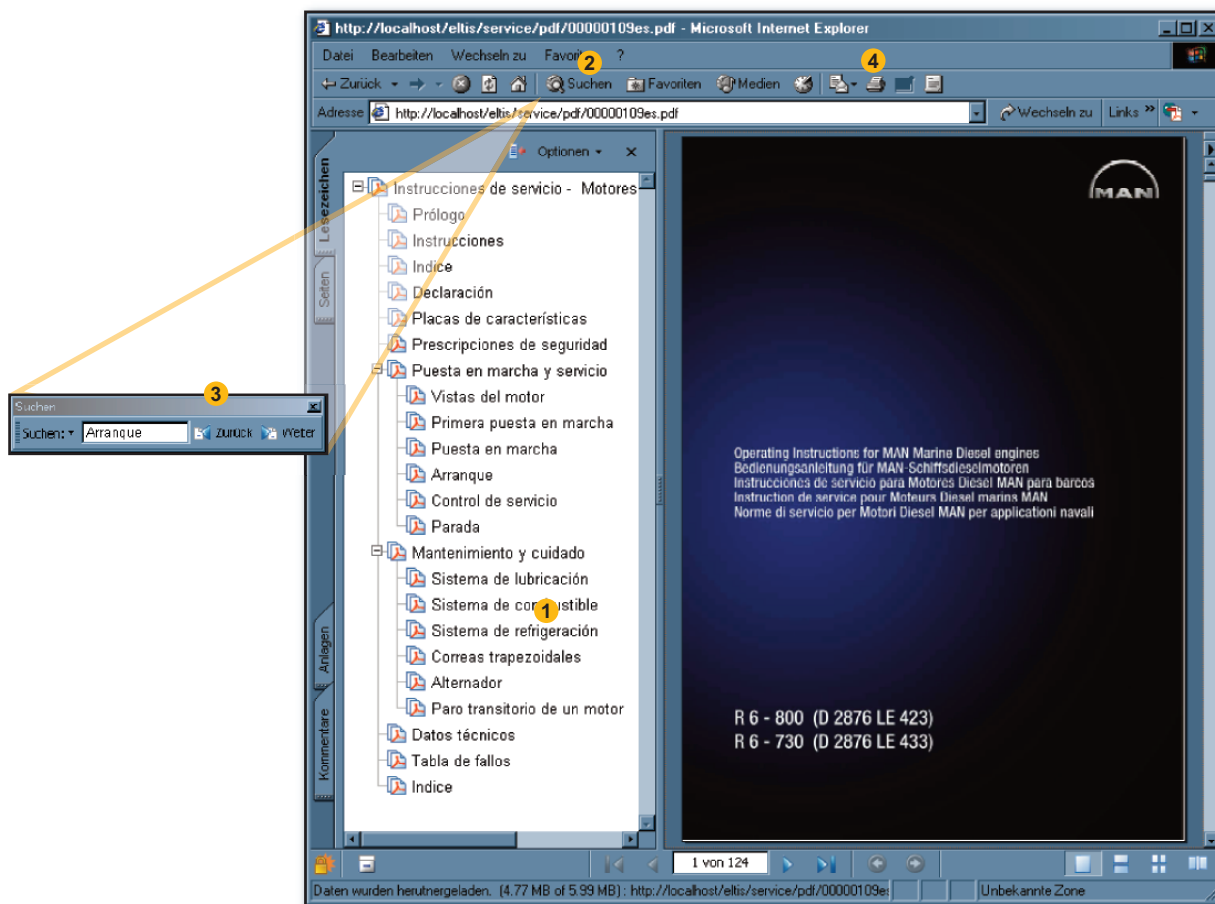 http://localhost/eltis/service/pdf/00000109es.pdf - Microsoft Internet Explorer
Datei Bearbeiten Wechseln zu Favoriten ?
2
4
Zurück Suchen Favoriten Medien
Adresse http://localhost/eltis/service/pdf/00000109es.pdf Wechseln zu Links »
Optionen
Lesezeichen
Seiten
Anlagen
Kommentare
Instrucciones de servicio - Motores
Prólogo
Instrucciones
Indice
Declaración
Placas de características
Prescripciones de seguridad
Puesta en marcha y servicio
Vistas del motor
Primera puesta en marcha
Puesta en marcha
Arranque
Control de servicio
Parada
Mantenimiento y cuidado
Sistema de lubricación
Sistema de combustible
1
Sistema de refrigeración
Correas trapezoidales
Alternador
Paro transitorio de un motor
Datos técnicos
Tabla de fallos
Indice
3
Suchen
Suchen: Arranque Zurück Weiter
MAN
Operating Instructions for MAN Marine Diesel engines
Bedienungsanleitung für MAN-Schiffsdieselmotoren
Instrucciones de servicio para Motores Diesel MAN para barcos
Instruction de service pour Moteurs Diesel marins MAN
Norme di servicio per Motori Diesel MAN per applicationi navali
R 6 - 800 (D 2876 LE 423)
R 6 - 730 (D 2876 LE 433)
1 von 124
Daten wurden herutnergeladen. (4.77 MB of 5.99 MB) : http://localhost/eltis/service/pdf/00000109es Unbekannte Zone